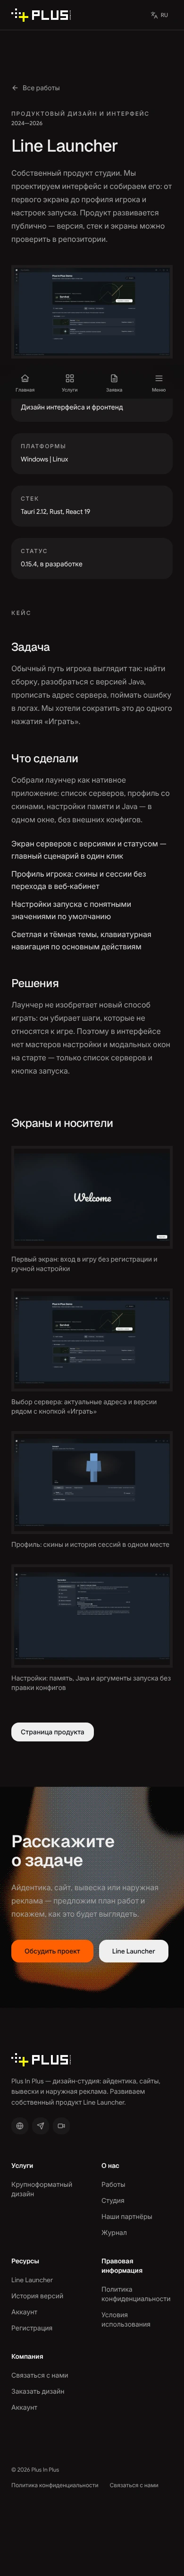 PLUS
RU
Все работы
ПРОДУКТОВЫЙ ДИЗАЙН И ИНТЕРФЕЙС
2024—2026
Line Launcher
Собственный продукт студии. Мы
проектируем интерфейс и собираем его: от
первого экрана до профиля игрока и
настроек запуска. Продукт развивается
публично — версия, стек и экраны можно
проверить в репозитории.
Главная
Услуги
Заявка
Меню
Дизайн интерфейса и фронтенд
ПЛАТФОРМЫ
Windows | Linux
СТЕК
Tauri 2.12, Rust, React 19
СТАТУС
0.15.4, в разработке
КЕЙС
Задача
Обычный путь игрока выглядит так: найти
сборку, разобраться с версией Java,
прописать адрес сервера, поймать ошибку
в логах. Мы хотели сократить это до одного
нажатия «Играть».
Что сделали
Собрали лаунчер как нативное
приложение: список серверов, профиль со
скинами, настройки памяти и Java — в
одном окне, без внешних конфигов.
Экран серверов с версиями и статусом —
главный сценарий в один клик
Профиль игрока: скины и сессии без
перехода в веб-кабинет
Настройки запуска с понятными
значениями по умолчанию
Светлая и тёмная темы, клавиатурная
навигация по основным действиям
Решения
Лаунчер не изобретает новый способ
играть: он убирает шаги, которые не
относятся к игре. Поэтому в интерфейсе
нет мастеров настройки и модальных окон
на старте — только список серверов и
кнопка запуска.
Экраны и носители
Welcome
Первый экран: вход в игру без регистрации и
ручной настройки
Выбор сервера: актуальные адреса и версии
рядом с кнопкой «Играть»
Профиль: скины и история сессий в одном месте
Настройки: память, Java и аргументы запуска без
правки конфигов
Страница продукта
Расскажите
о задаче
Айдентика, сайт, вывеска или наружная
реклама — предложим план работ и
покажем, как это будет выглядеть.
Обсудить проект
Line Launcher
PLUS
Plus In Plus — дизайн-студия: айдентика, сайты,
вывески и наружная реклама. Развиваем
собственный продукт Line Launcher.
Услуги
О нас
Крупноформатный
дизайн
Работы
Студия
Наши партнёры
Журнал
Ресурсы
Правовая
информация
Line Launcher
История версий
Аккаунт
Регистрация
Политика
конфиденциальности
Условия
использования
Компания
Связаться с нами
Заказать дизайн
Аккаунт
© 2026 Plus In Plus
Политика конфиденциальности
Связаться с нами